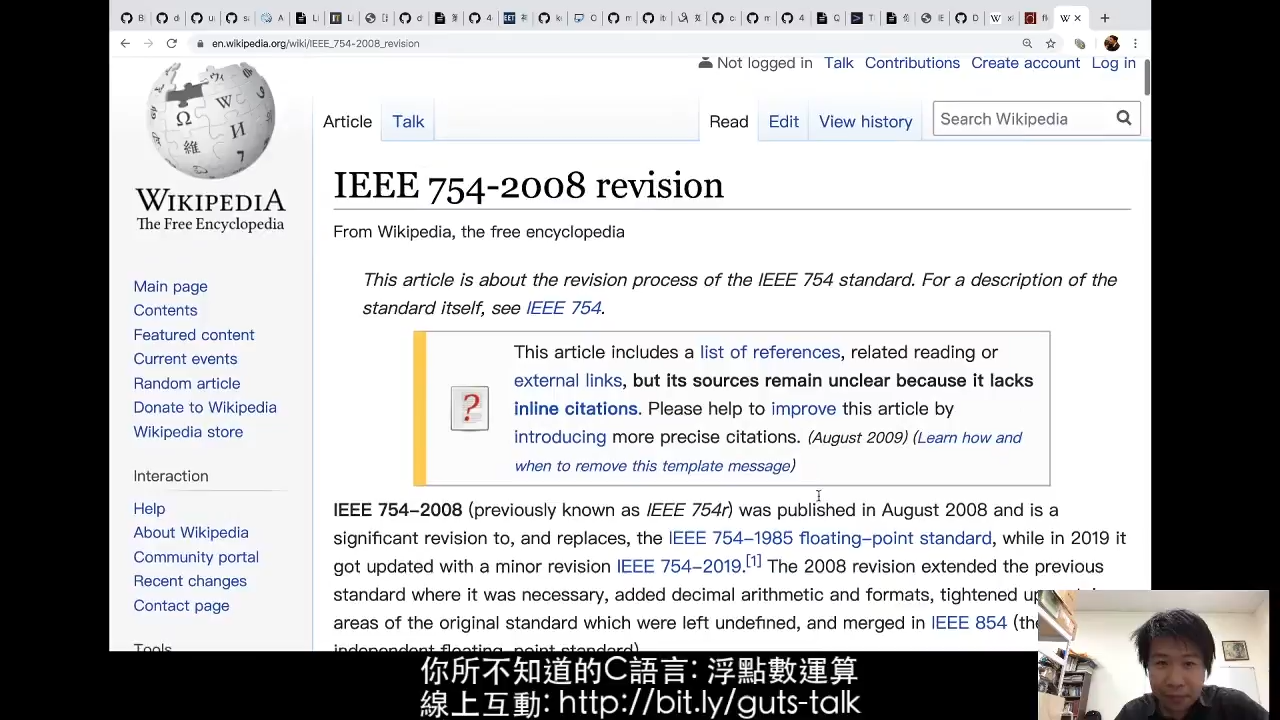 en.wikipedia.org/wiki/IEEE_754-2008_revision
Not logged in Talk Contributions Create account Log in
Article Talk Read Edit View history Search Wikipedia
WIKIPEDIA
The Free Encyclopedia
IEEE 754-2008 revision
From Wikipedia, the free encyclopedia
This article is about the revision process of the IEEE 754 standard. For a description of the
standard itself, see IEEE 754.
This article includes a list of references, related reading or
external links, but its sources remain unclear because it lacks
inline citations. Please help to improve this article by
introducing more precise citations. (August 2009) (Learn how and
when to remove this template message)
IEEE 754–2008 (previously known as IEEE 754r) was published in August 2008 and is a
significant revision to, and replaces, the IEEE 754–1985 floating–point standard, while in 2019 it
got updated with a minor revision IEEE 754–2019.[1] The 2008 revision extended the previous
standard where it was necessary, added decimal arithmetic and formats, tightened up
areas of the original standard which were left undefined, and merged in IEEE 854 (the
independent floating–point standard)
Main page
Contents
Featured content
Current events
Random article
Donate to Wikipedia
Wikipedia store
Interaction
Help
About Wikipedia
Community portal
Recent changes
Contact page
Tools
你所不知道的C語言: 浮點數運算
線上互動: http://bit.ly/guts-talk